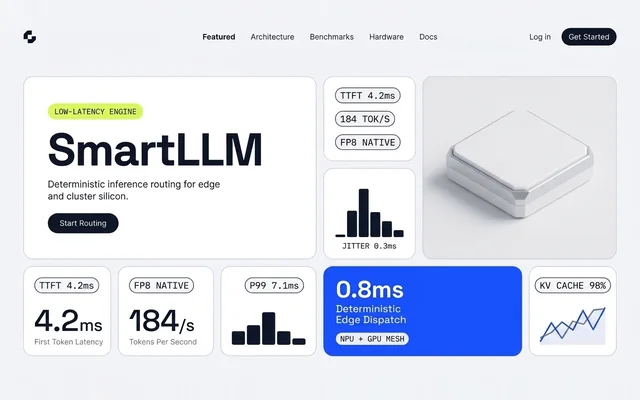 Featured
Architecture
Benchmarks
Hardware
Docs
Log in
Get Started
LOW-LATENCY ENGINE
SmartLLM
Deterministic inference routing for edge
and cluster silicon.
Start Routing
TTFT 4.2ms
184 TOK/S
FP8 NATIVE
JITTER 0.3ms
TTFT 4.2ms
4.2ms
First Token Latency
FP8 NATIVE
184/s
Tokens Per Second
P99 7.1ms
0.8ms
Deterministic
Edge Dispatch
NPU + GPU MESH
KV CACHE 98%